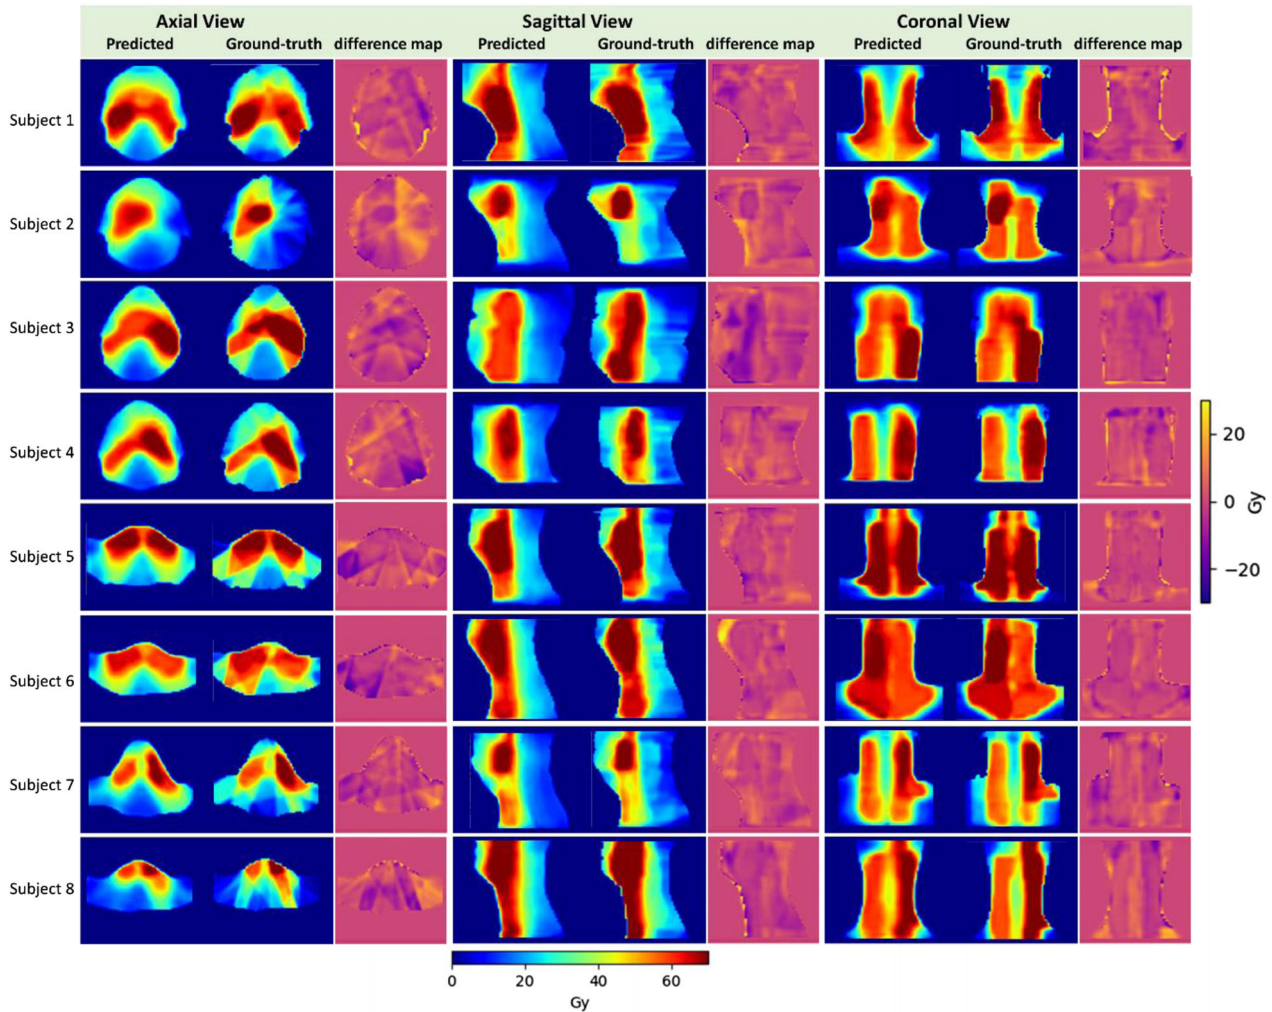 Axial View Sagittal View Coronal View
Predicted Ground-truth difference map Predicted Ground-truth difference map Predicted Ground-truth difference map
Subject 1
Subject 2
Subject 3
Subject 4
Subject 5
Subject 6
Subject 7
Subject 8
20
0
−20
Gy
0 20 40 60
Gy